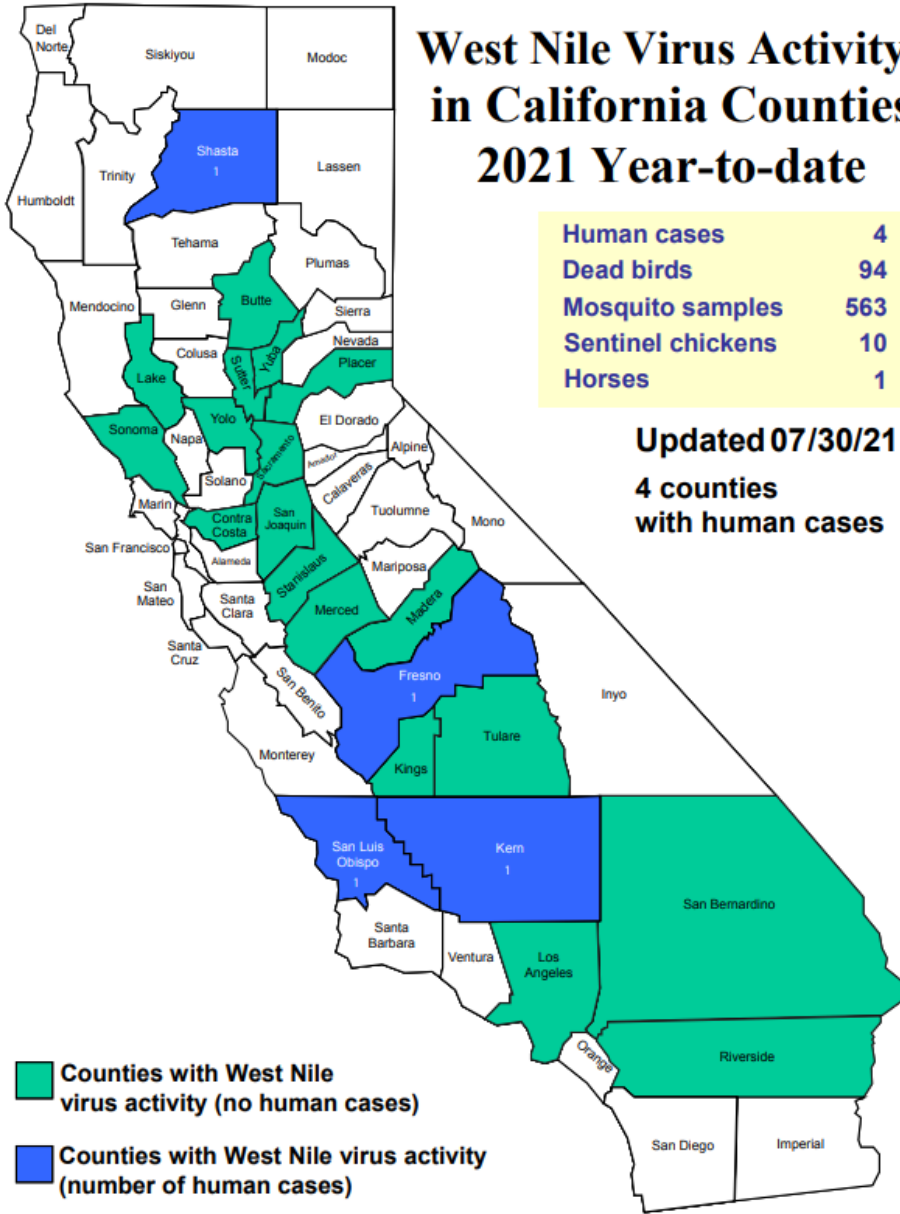 West Nile Virus Activity
in California Counties
2021 Year-to-date
Human cases 4
Dead birds 94
Mosquito samples 563
Sentinel chickens 10
Horses 1
Updated 07/30/21
4 counties
with human cases
Del
Norte
Siskiyou
Modoc
Shasta
1
Trinity
Lassen
Humboldt
Tehama
Plumas
Mendocino
Glenn
Butte
Sierra
Nevada
Colusa
Sutter
Yuba
Placer
Lake
El Dorado
Yolo
Sonoma
Napa
Sacramento
Alpine
Amador
Solano
Calaveras
Marin
Contra
Costa
San
Joaquin
Tuolumne
Mono
San Francisco
Alameda
Stanislaus
Mariposa
San
Mateo
Santa
Clara
Merced
Madera
Santa
Cruz
San Benito
Fresno
1
Inyo
Monterey
Kings
Tulare
San Luis
Obispo
1
Kern
1
San Bernardino
Santa
Barbara
Ventura
Los
Angeles
Orange
Riverside
San Diego
Imperial
Counties with West Nile
virus activity (no human cases)
Counties with West Nile virus activity
(number of human cases)